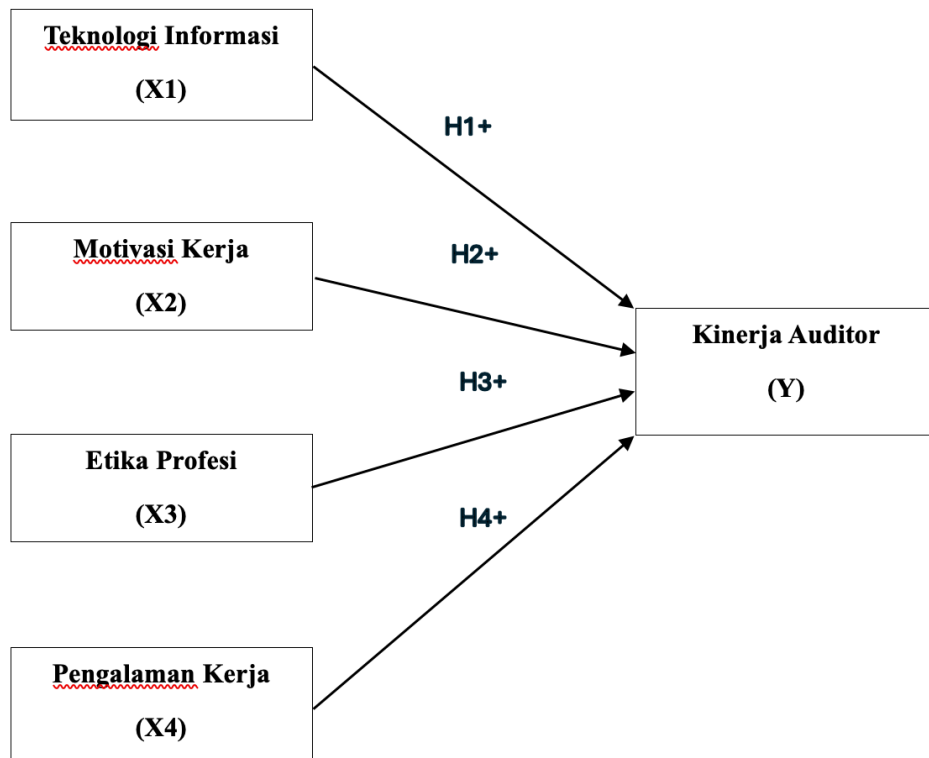 Teknologi Informasi
(X1)
H1+
Motivasi Kerja
(X2)
H2+
Kinerja Auditor
(Y)
H3+
Etika Profesi
(X3)
H4+
Pengalaman Kerja
(X4)